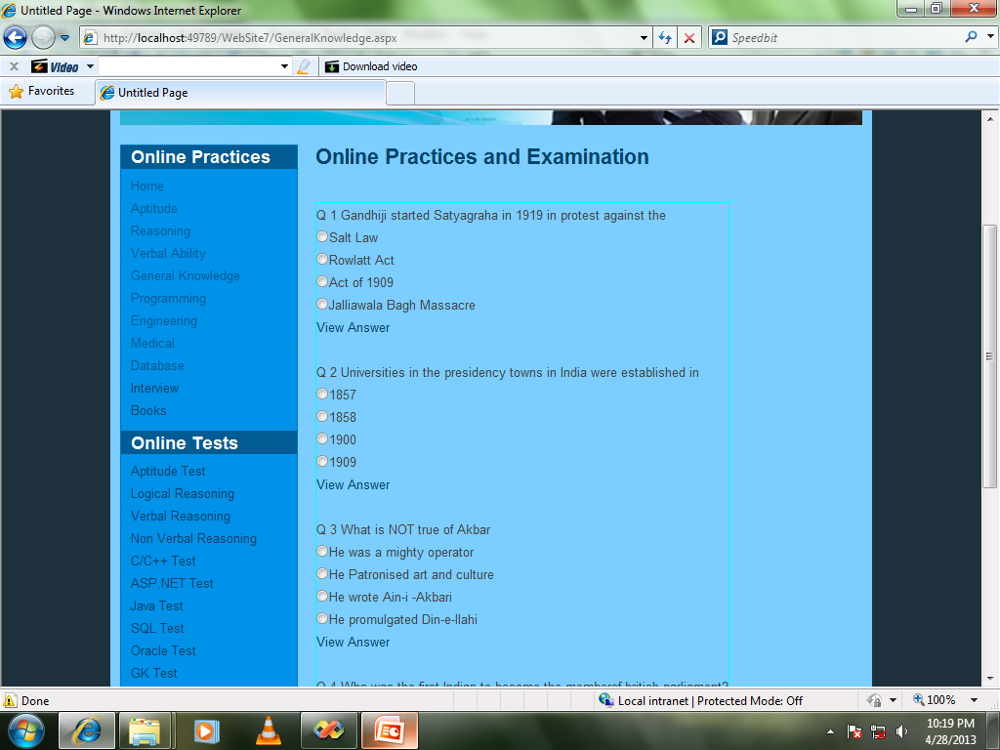 Untitled Page - Windows Internet Explorer
http://localhost:49789/WebSite7/GeneralKnowledge.aspx
Speedbit
Video
Download video
Favorites
Untitled Page
Online Practices
Home
Aptitude
Reasoning
Verbal Ability
General Knowledge
Programming
Engineering
Medical
Database
Interview
Books
Online Tests
Aptitude Test
Logical Reasoning
Verbal Reasoning
Non Verbal Reasoning
C/C++ Test
ASP.NET Test
Java Test
SQL Test
Oracle Test
GK Test
Online Practices and Examination
Q 1 Gandhiji started Satyagraha in 1919 in protest against the
Salt Law
Rowlatt Act
Act of 1909
Jalliawala Bagh Massacre
View Answer
Q 2 Universities in the presidency towns in India were established in
1857
1858
1900
1909
View Answer
Q 3 What is NOT true of Akbar
He was a mighty operator
He Patronised art and culture
He wrote Ain-i -Akbari
He promulgated Din-e-Ilahi
View Answer
Q 4 Who was the first Indian to become the memberof british parliament?
Done
Local intranet | Protected Mode: Off
100%
10:19 PM
4/28/2013